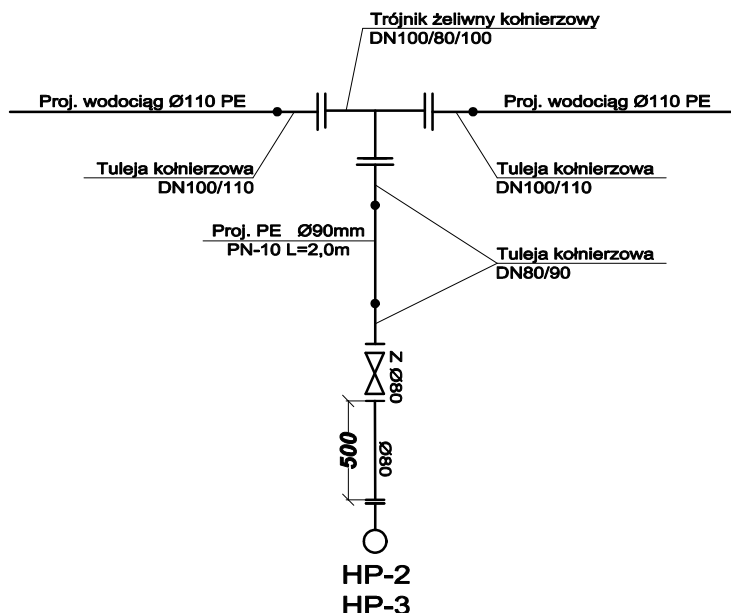 Trójnik żeliwny kołnierzowy
DN100/80/100
Proj. wodociąg Ø110 PE
Proj. wodociąg Ø110 PE
Tuleja kołnierzowa
DN100/110
Tuleja kołnierzowa
DN100/110
Proj. PE Ø90mm
PN-10 L=2,0m
Tuleja kołnierzowa
DN80/90
Z Ø80
500
Ø80
HP-2
HP-3